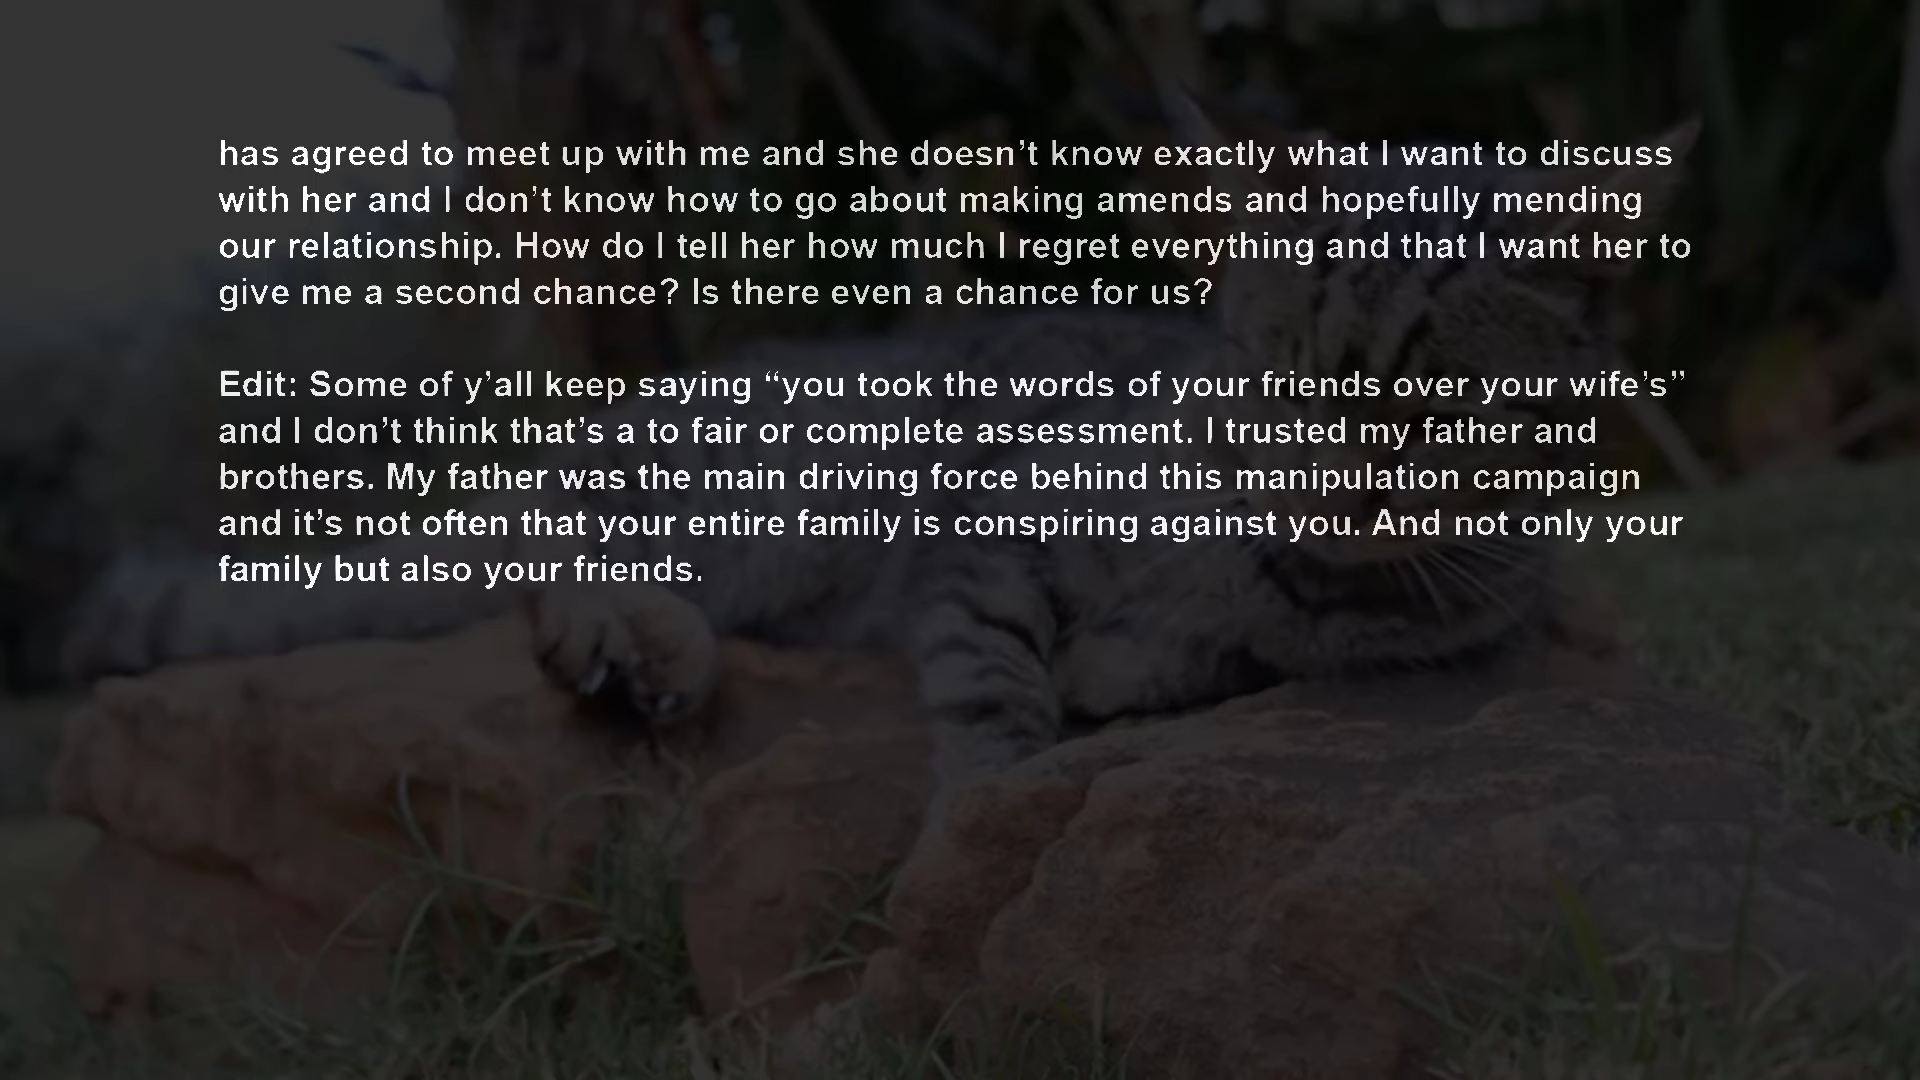 has agreed to meet up with me and she doesn’t know exactly what I want to discuss
with her and I don’t know how to go about making amends and hopefully mending
our relationship. How do I tell her how much I regret everything and that I want her to
give me a second chance? Is there even a chance for us?
Edit: Some of y’all keep saying “you took the words of your friends over your wife’s”
and I don’t think that’s a to fair or complete assessment. I trusted my father and
brothers. My father was the main driving force behind this manipulation campaign
and it’s not often that your entire family is conspiring against you. And not only your
family but also your friends.